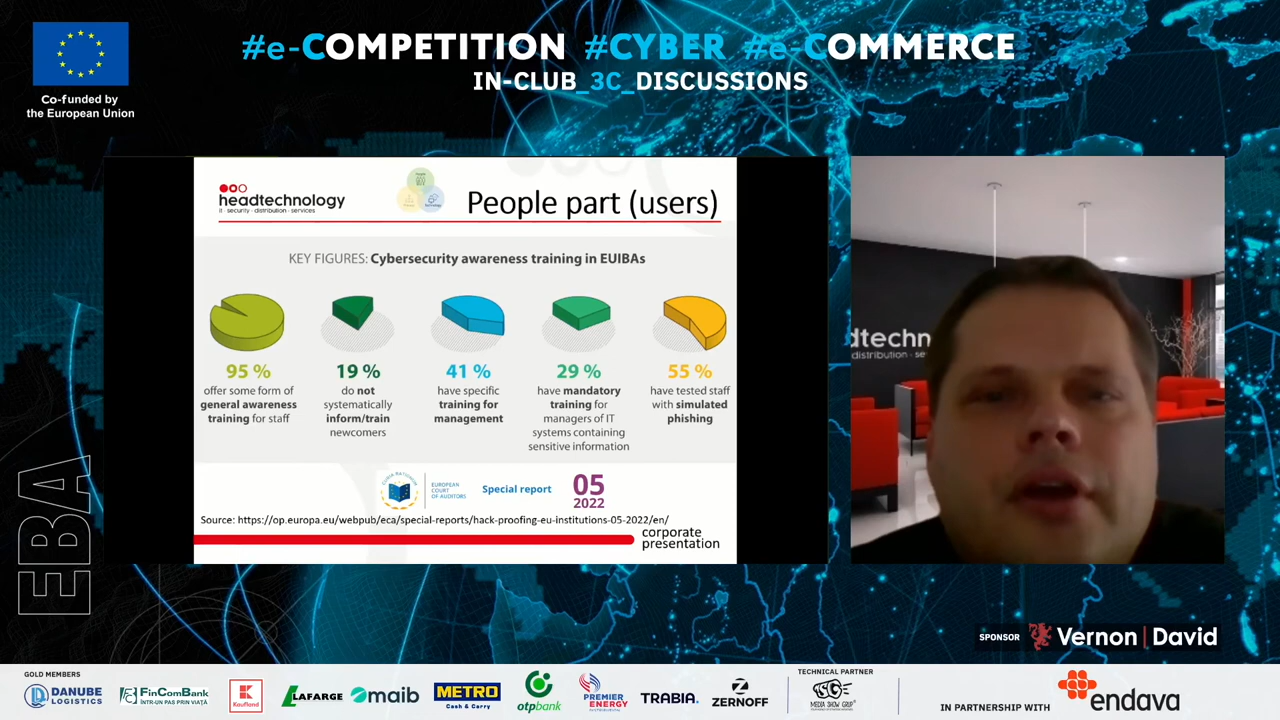 #e-COMPETITION #CYBER #e-COMMERCE
IN-CLUB_3C_DISCUSSIONS
Co-funded by
the European Union
headtechnology
it · security · distribution · services
People part (users)
KEY FIGURES: Cybersecurity awareness training in EUIBAs
95 %
offer some form of
general awareness
training for staff
19 %
do not
systematically
inform/train
newcomers
41 %
have specific
training for
management
29 %
have mandatory
training for
managers of IT
systems containing
sensitive information
55 %
have tested staff
with simulated
phishing
EUROPEAN
COURT
OF AUDITORS
Special report
05
2022
Source: https://op.europa.eu/webpub/eca/special-reports/hack-proofing-eu-institutions-05-2022/en/
corporate
presentation
dtechn
distribution · se
EBA
SPONSOR
Vernon | David
GOLD MEMBERS
DANUBE
LOGISTICS
FinComBank
ÎNTR-UN PAS PRIN VIAȚĂ
Kaufland
LAFARGE
maib
METRO
Cash & Carry
otpbank
PREMIER
ENERGY
TRABIA
ZERNOFF
TECHNICAL PARTNER
MEDIA SHOW GRUP
IN PARTNERSHIP WITH
endava